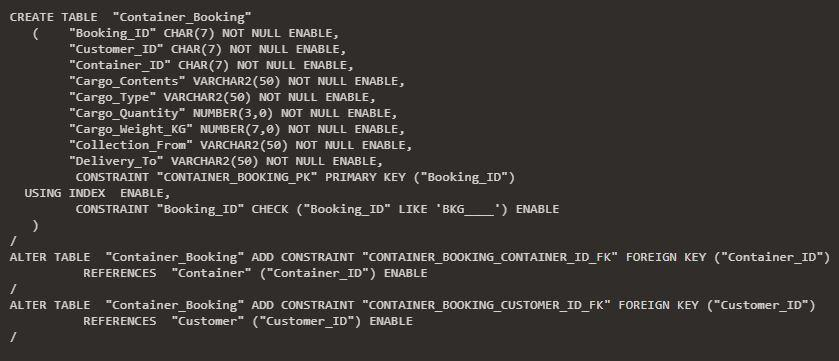 CREATE TABLE  "Container_Booking"
   (    "Booking_ID" CHAR(7) NOT NULL ENABLE,
        "Customer_ID" CHAR(7) NOT NULL ENABLE,
        "Container_ID" CHAR(7) NOT NULL ENABLE,
        "Cargo_Contents" VARCHAR2(50) NOT NULL ENABLE,
        "Cargo_Type" VARCHAR2(50) NOT NULL ENABLE,
        "Cargo_Quantity" NUMBER(3,0) NOT NULL ENABLE,
        "Cargo_Weight_KG" NUMBER(7,0) NOT NULL ENABLE,
        "Collection_From" VARCHAR2(50) NOT NULL ENABLE,
        "Delivery_To" VARCHAR2(50) NOT NULL ENABLE,
         CONSTRAINT "CONTAINER_BOOKING_PK" PRIMARY KEY ("Booking_ID")
  USING INDEX  ENABLE,
         CONSTRAINT "Booking_ID" CHECK ("Booking_ID" LIKE 'BKG____') ENABLE
   )
/
ALTER TABLE  "Container_Booking" ADD CONSTRAINT "CONTAINER_BOOKING_CONTAINER_ID_FK" FOREIGN KEY ("Container_ID")
          REFERENCES  "Container" ("Container_ID") ENABLE
/
ALTER TABLE  "Container_Booking" ADD CONSTRAINT "CONTAINER_BOOKING_CUSTOMER_ID_FK" FOREIGN KEY ("Customer_ID")
          REFERENCES  "Customer" ("Customer_ID") ENABLE
/